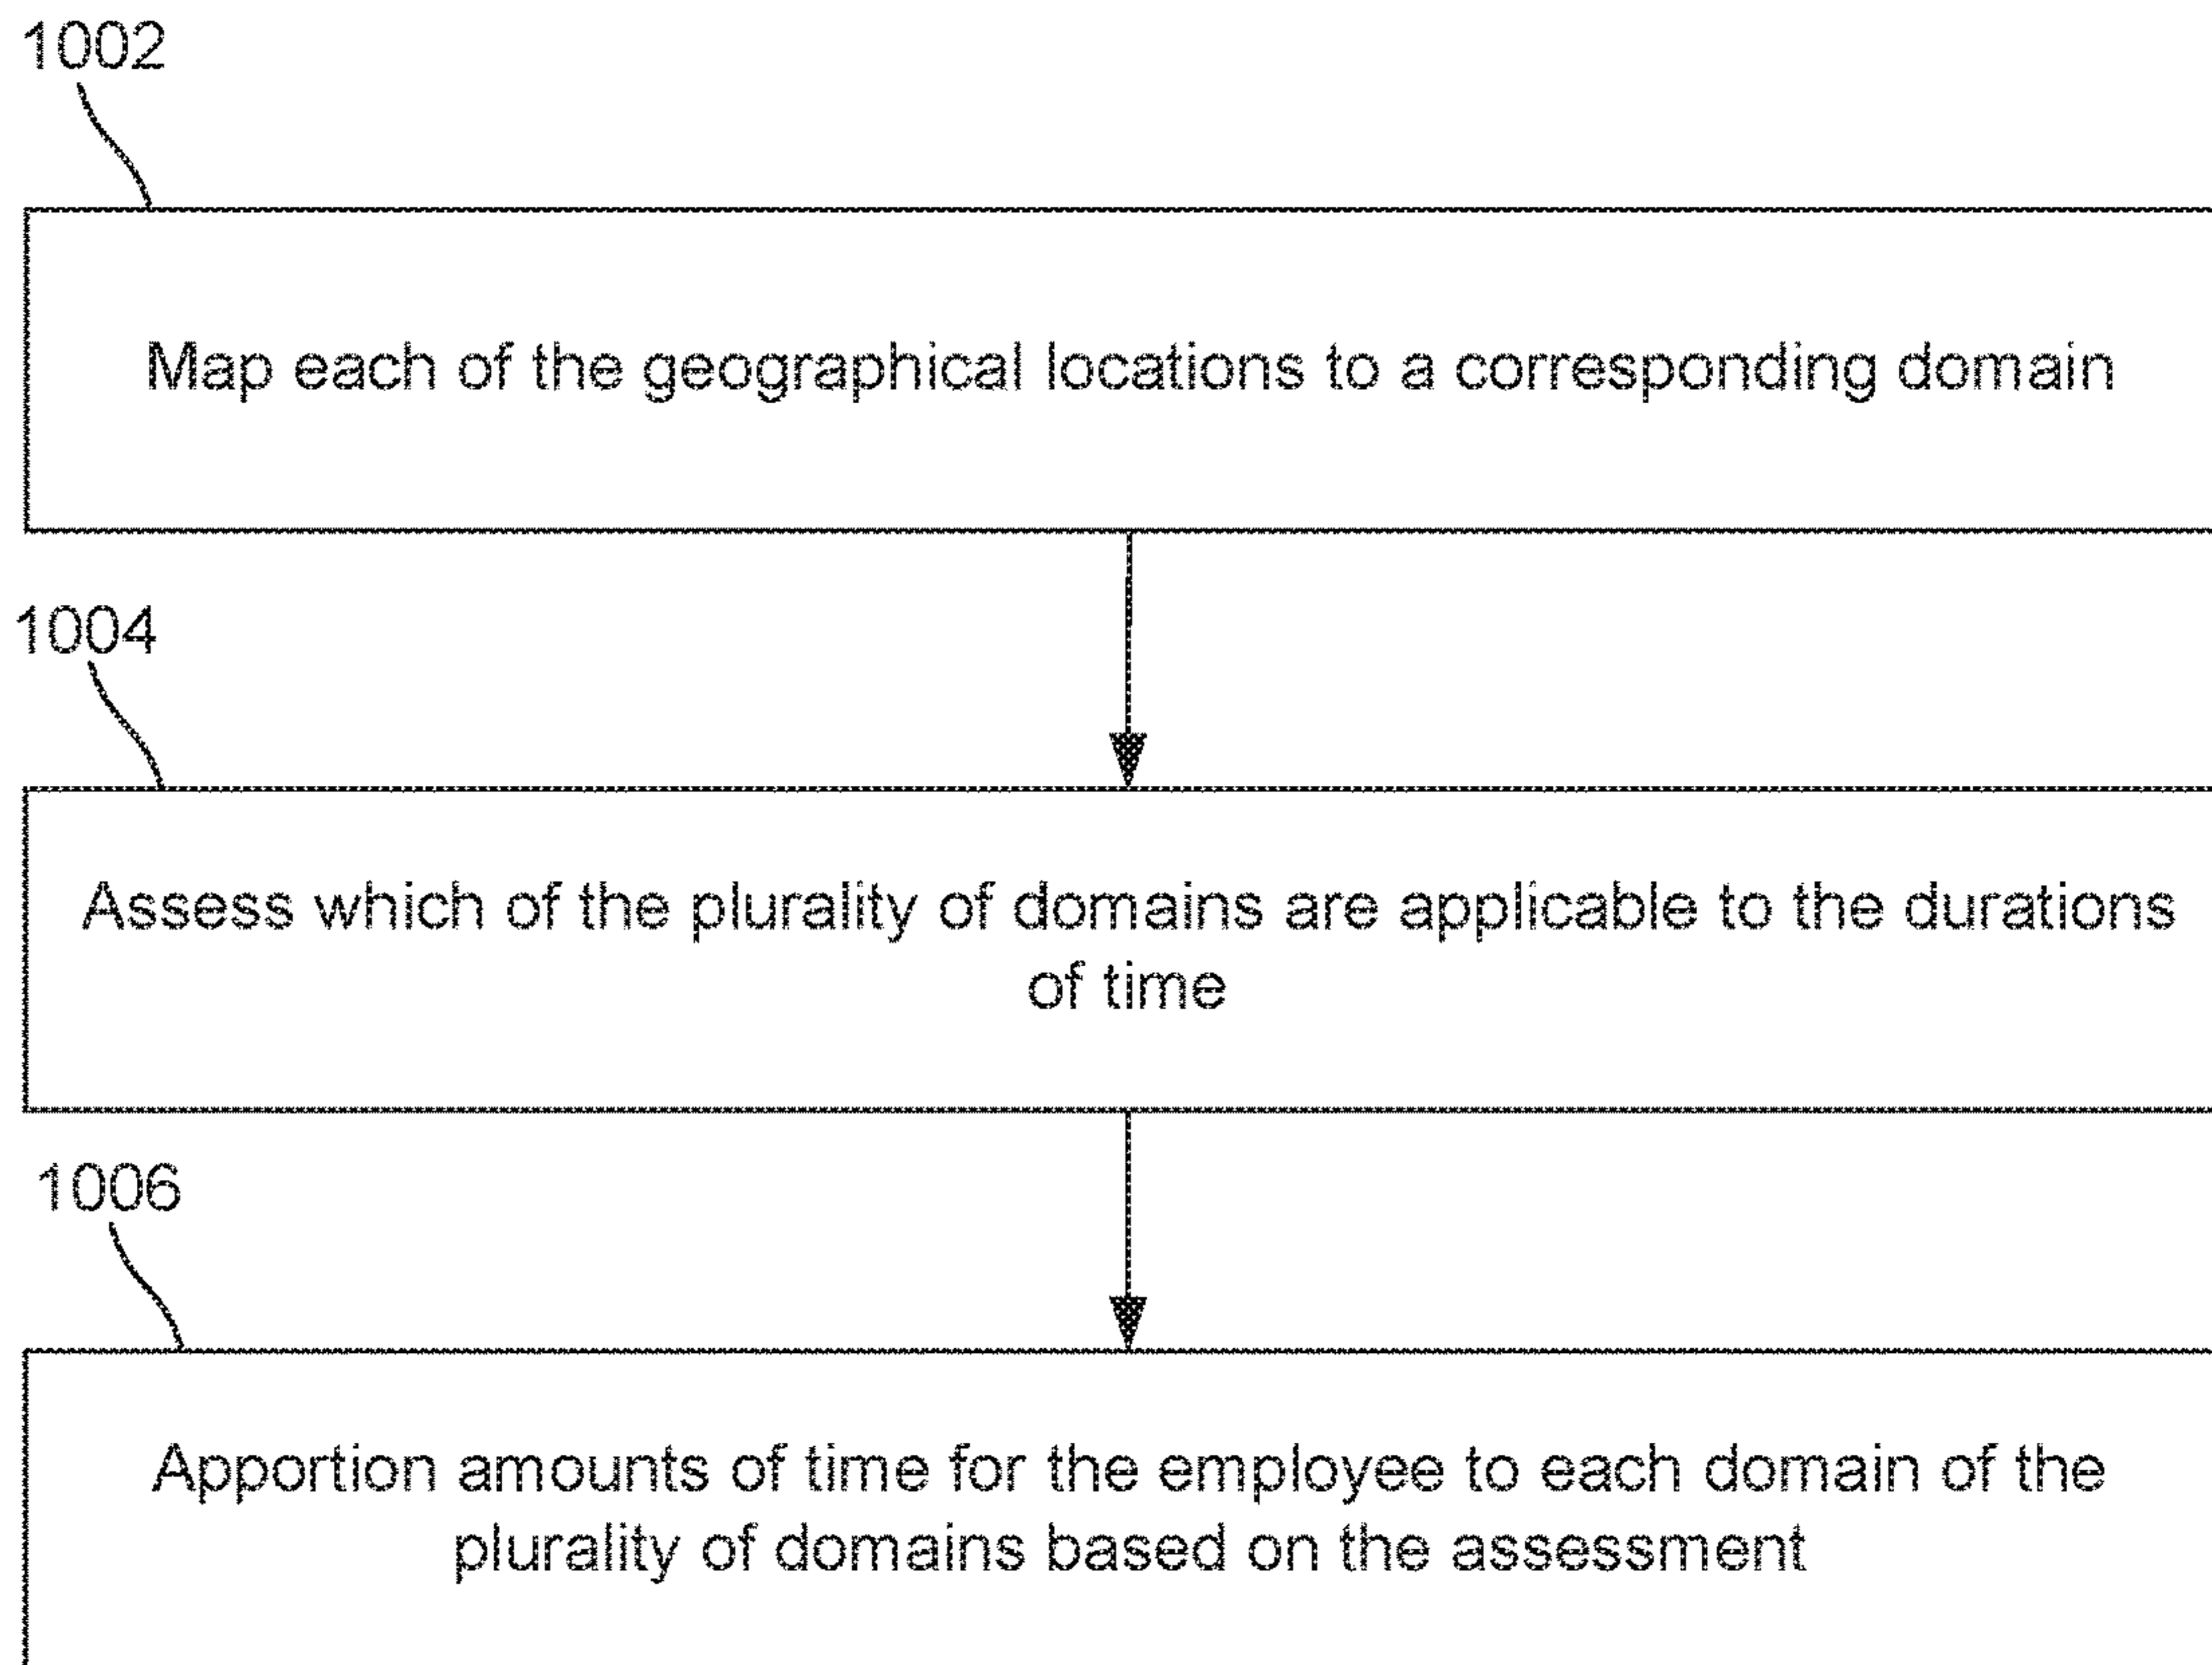 1002
Map each of the geographical locations to a corresponding domain
1004
Assess which of the plurality of domains are applicable to the durations
of time
1006
Apportion amounts of time for the employee to each domain of the
plurality of domains based on the assessment